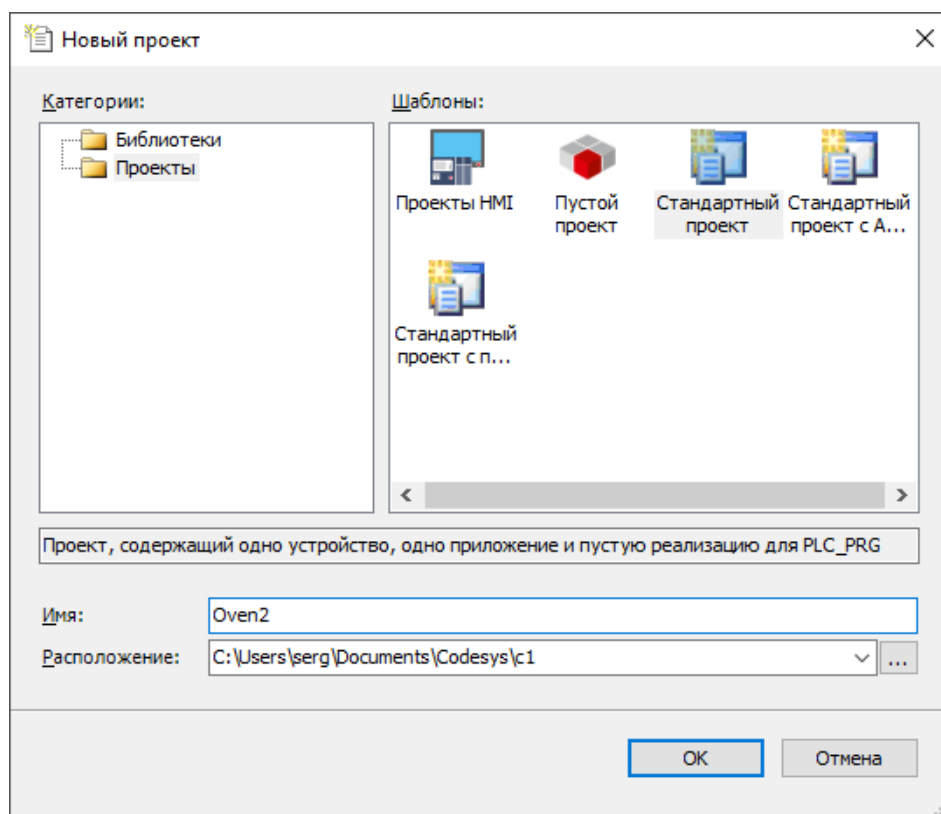 Новый проект
Категории:
Шаблоны:
Библиотеки
Проекты
Проекты HMI
Пустой
проект
Стандартный
проект
Стандартный
проект с А...
Стандартный
проект с п...
Проект, содержащий одно устройство, одно приложение и пустую реализацию для PLC_PRG
Имя:
Oven2
Расположение:
C:\Users\serg\Documents\Codesys\c1
...
OK
Отмена